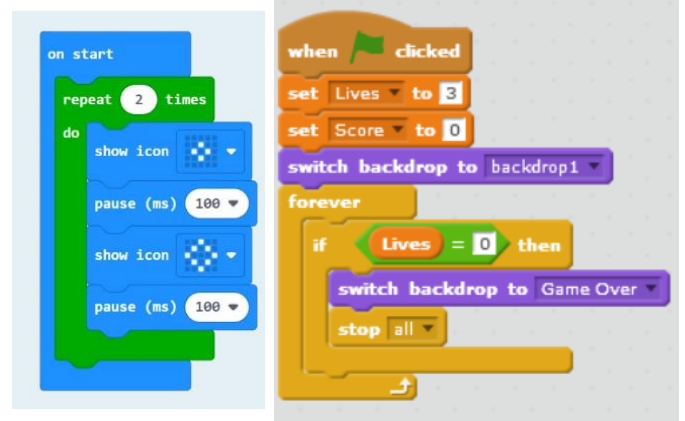 on start
repeat 2 times
do
show icon
pause (ms) 100
show icon
pause (ms) 100
when clicked
set Lives to 3
set Score to 0
switch backdrop to backdrop1
forever
if Lives = 0 then
switch backdrop to Game Over
stop all